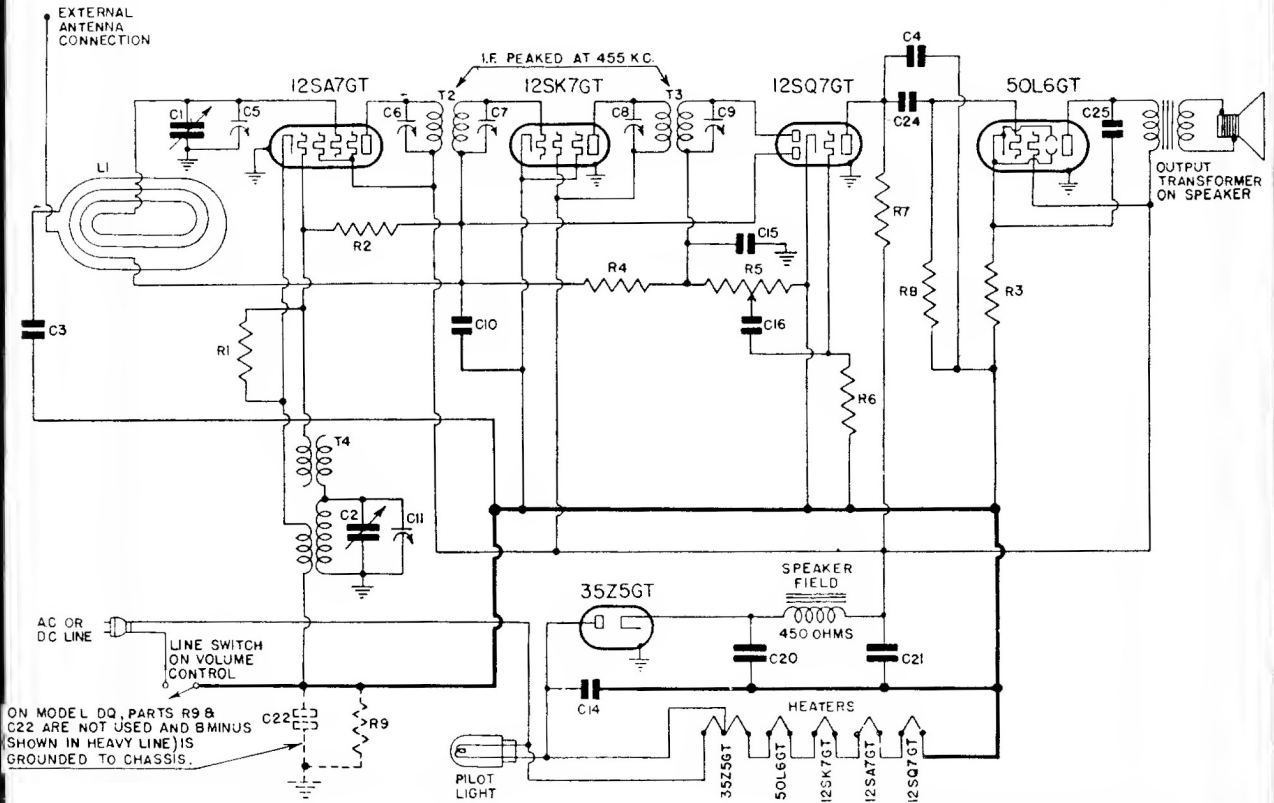 EXTERNAL
ANTENNA
CONNECTION
I.F. PEAKED AT 455 KC.
12SA7GT
T2
12SK7GT
T3
12SQ7GT
C4
50L6GT
C1
C5
C6
C7
C8
C9
C24
C25
L1
OUTPUT
TRANSFORMER
ON SPEAKER
R2
R7
C15
R4
R5
R8
R3
C3
C10
C16
R1
R6
T4
C2
C11
SPEAKER
FIELD
35Z5GT
450 OHMS
AC OR
DC LINE
LINE SWITCH
ON VOLUME
CONTROL
C20
C21
C14
HEATERS
ON MODEL DQ, PARTS R9 &
C22 ARE NOT USED AND B MINUS
(SHOWN IN HEAVY LINE) IS
GROUNDED TO CHASSIS.
C22
R9
PILOT
LIGHT
35Z5GT
50L6GT
12SK7GT
12SA7GT
12SQ7GT